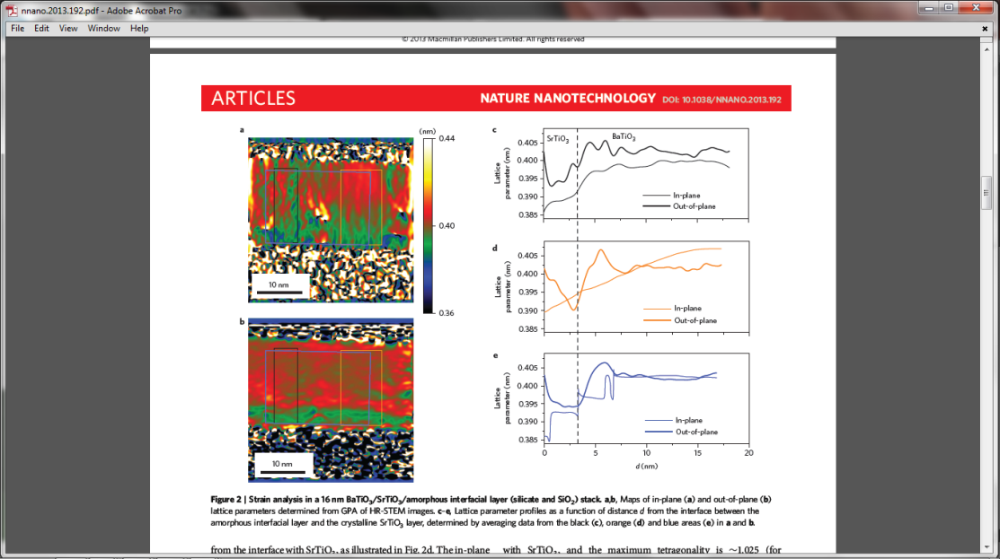 nnano.2013.192.pdf - Adobe Acrobat Pro
File Edit View Window Help
© 2013 Macmillan Publishers Limited. All rights reserved
ARTICLES
NATURE NANOTECHNOLOGY DOI: 10.1038/NNANO.2013.192
a
(nm)
0.44
0.40
0.36
10 nm
b
10 nm
c
SrTiO3
BaTiO3
Lattice
parameter (nm)
0.405
0.400
0.395
0.390
0.385
In-plane
Out-of-plane
d
Lattice
parameter (nm)
0.405
0.400
0.395
0.390
0.385
In-plane
Out-of-plane
e
Lattice
parameter (nm)
0.405
0.400
0.395
0.390
0.385
In-plane
Out-of-plane
0 5 10 15 20
d (nm)
Figure 2 | Strain analysis in a 16 nm BaTiO3/SrTiO3/amorphous interfacial layer (silicate and SiO2) stack. a,b, Maps of in-plane (a) and out-of-plane (b)
lattice parameters determined from GPA of HR-STEM images. c-e, Lattice parameter profiles as a function of distance d from the interface between the
amorphous interfacial layer and the crystalline SrTiO3 layer, determined by averaging data from the black (c), orange (d) and blue areas (e) in a and b.
from the interface with SrTiO3, as illustrated in Fig. 2d. The in-plane
with SrTiO3, and the maximum tetragonality is ~1.025 (for